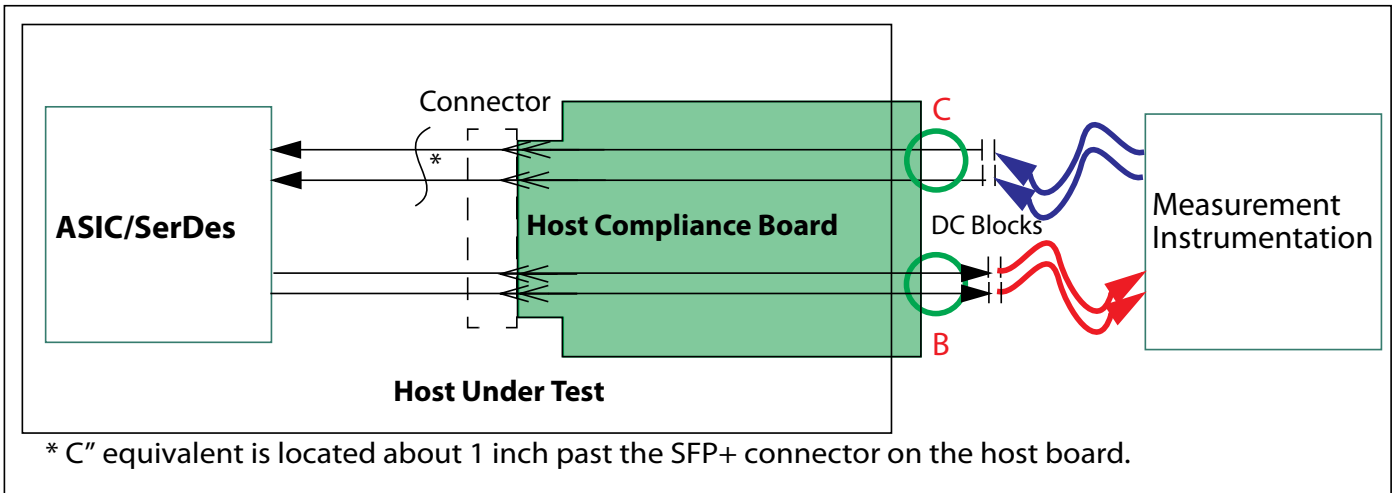 Connector
C
*
ASIC/SerDes
Host Compliance Board
DC Blocks
Measurement
Instrumentation
B
Host Under Test
* C" equivalent is located about 1 inch past the SFP+ connector on the host board.